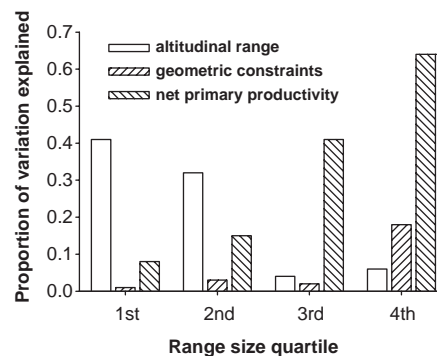 Proportion of variation explained
0.7
0.6
0.5
0.4
0.3
0.2
0.1
0.0
altitudinal range
geometric constraints
net primary productivity
1st 2nd 3rd 4th
Range size quartile